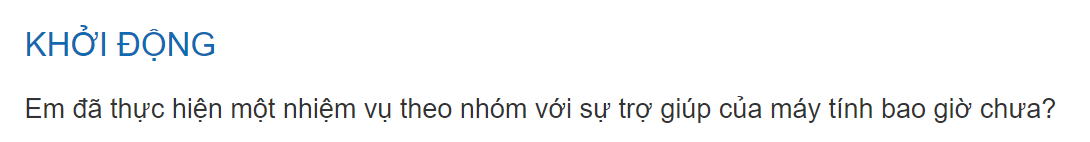 KHỞI ĐỘNG
Em đã thực hiện một nhiệm vụ theo nhóm với sự trợ giúp của máy tính bao giờ chưa?